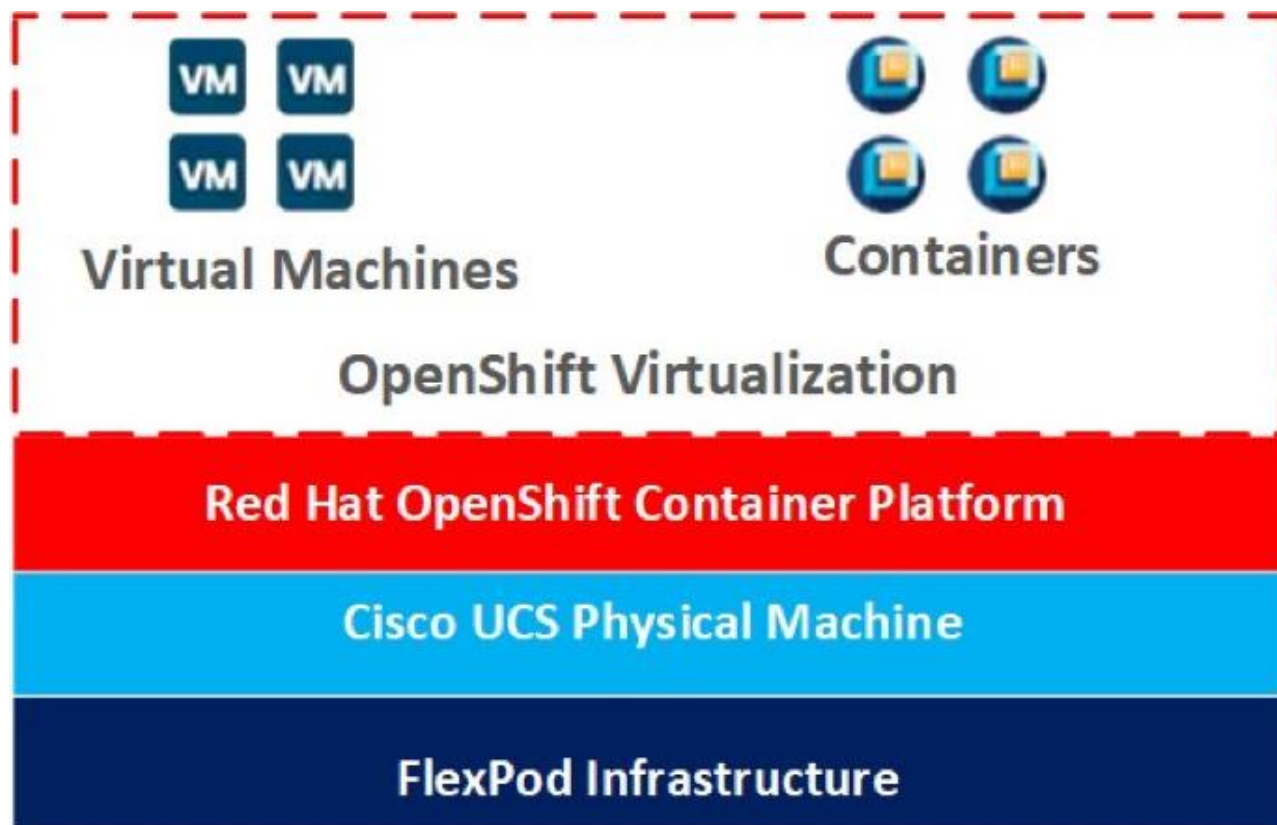 VM VM
VM VM
Virtual Machines
Containers
OpenShift Virtualization
Red Hat OpenShift Container Platform
Cisco UCS Physical Machine
FlexPod Infrastructure